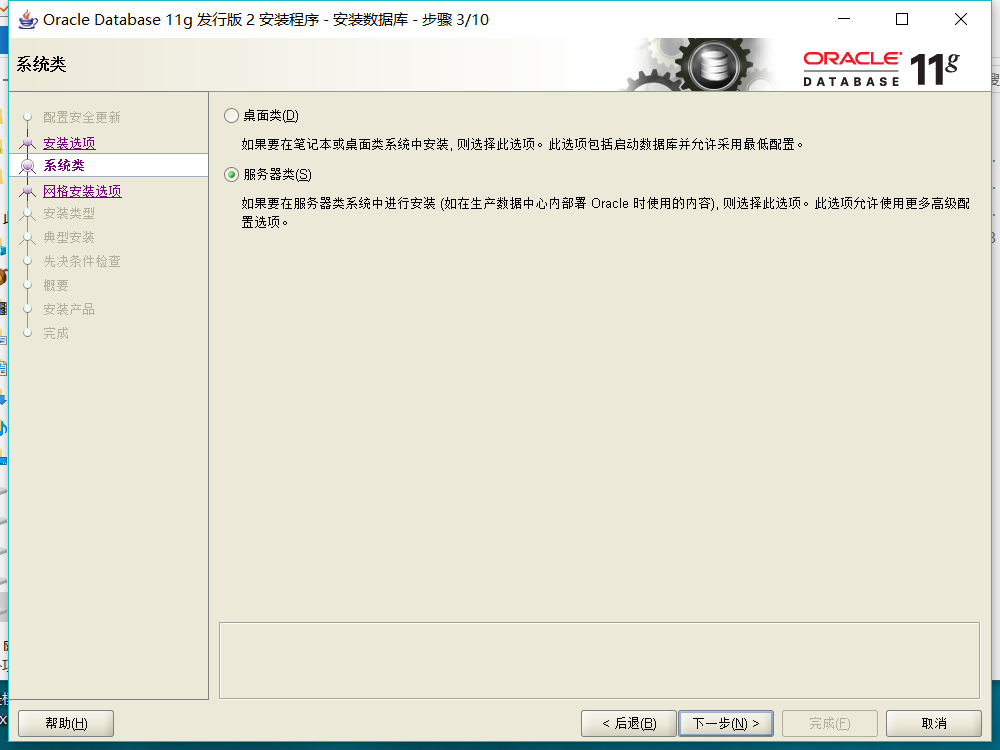 Oracle Database 11g 发行版 2 安装程序 - 安装数据库 - 步骤 3/10
系统类
ORACLE
DATABASE
11g
配置安全更新
安装选项
系统类
网格安装选项
安装类型
典型安装
先决条件检查
概要
安装产品
完成
桌面类(D)
如果要在笔记本或桌面类系统中安装, 则选择此选项。此选项包括启动数据库并允许采用最低配置。
服务器类(S)
如果要在服务器类系统中进行安装 (如在生产数据中心内部署 Oracle 时使用的内容), 则选择此选项。此选项允许使用更多高级配
置选项。
帮助(H)
< 后退(B)
下一步(N) >
完成(F)
取消